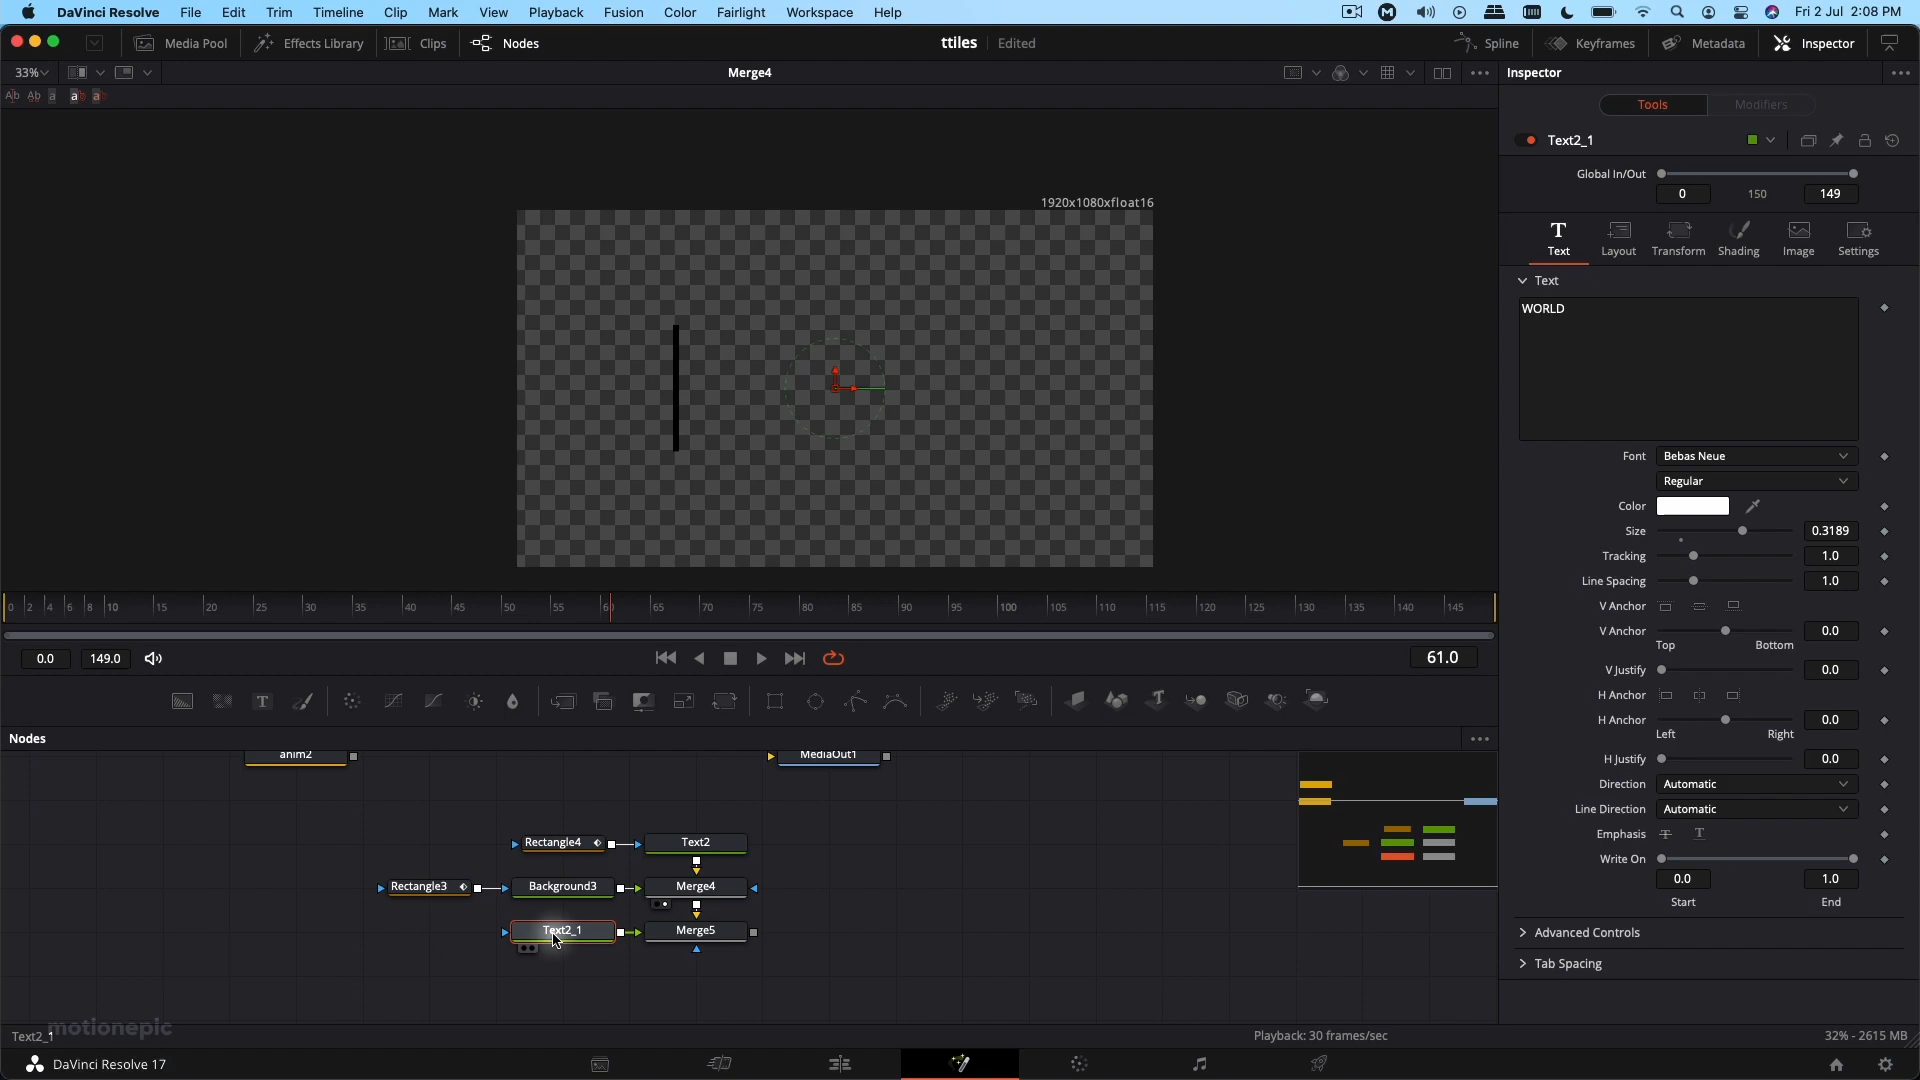 DaVinci Resolve File Edit Trim Timeline Clip Mark View Playback Fusion Color Fairlight Workspace Help Fri 2 Jul 2:08 PM
Media Pool Effects Library Clips Nodes ttiles Edited Spline Keyframes Metadata Inspector
33% Merge4 Inspector
Tools Modifiers
Text2_1
Global In/Out
0 150 149
Text Layout Transform Shading Image Settings
1920x1080xfloat16
Text
WORLD
Font Bebas Neue
Regular
Color
Size 0.3189
Tracking 1.0
Line Spacing 1.0
V Anchor
V Anchor 0.0
Top Bottom
V Justify 0.0
H Anchor
H Anchor 0.0
Left Right
H Justify 0.0
Direction Automatic
Line Direction Automatic
Emphasis
Write On
0.0 1.0
Start End
Advanced Controls
Tab Spacing
0 2 4 6 8 10 15 20 25 30 35 40 45 50 55 60 65 70 75 80 85 90 95 100 105 110 115 120 125 130 135 140 145
0.0 149.0 61.0
Nodes
anim2 MediaOut1
Rectangle4 Text2
Rectangle3 Background3 Merge4
Text2_1 Merge5
motionepic
Text2_1 Playback: 30 frames/sec 32% - 2615 MB
DaVinci Resolve 17